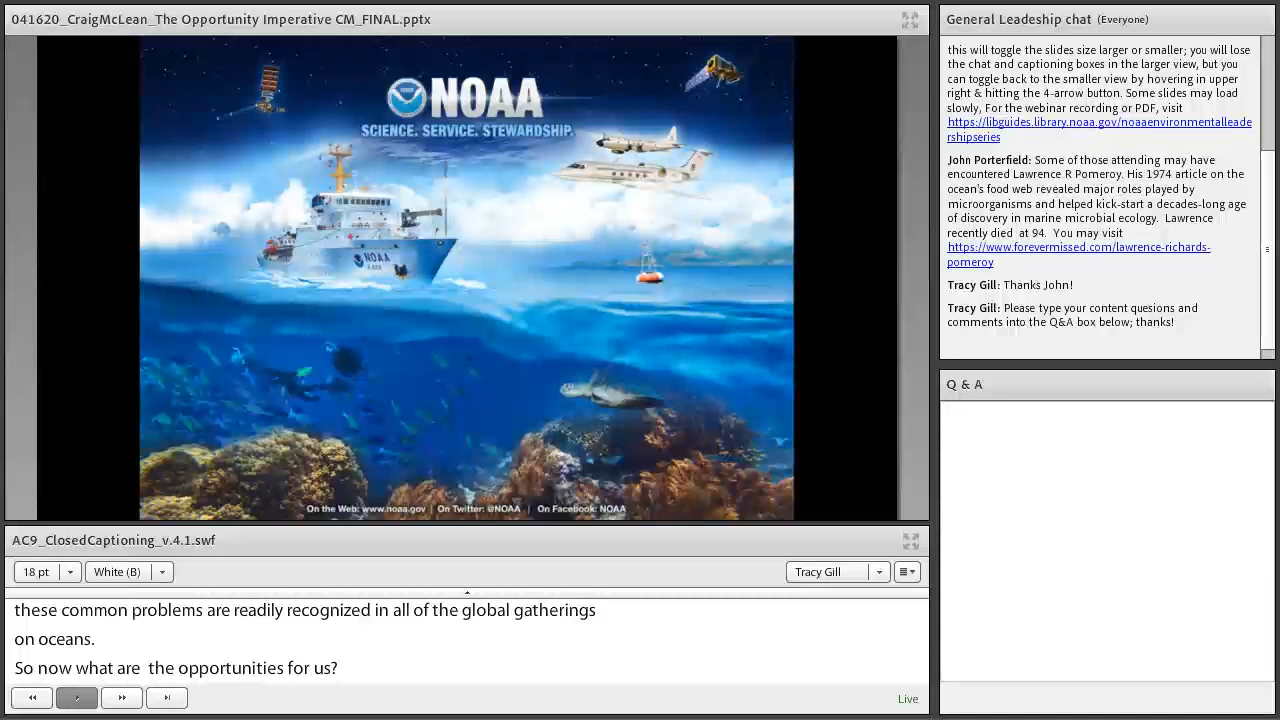 041620_CraigMcLean_The Opportunity Imperative CM_FINAL.pptx
NOAA
SCIENCE. SERVICE. STEWARDSHIP.
NOAA
On the Web: www.noaa.gov | On Twitter: @NOAA | On Facebook: NOAA
AC9_ClosedCaptioning_v.4.1.swf
18 pt
White (B)
Tracy Gill
these common problems are readily recognized in all of the global gatherings
on oceans.
So now what are  the opportunities for us?
Live
General Leadership chat (Everyone)
this will toggle the slides size larger or smaller; you will lose
the chat and captioning boxes in the larger view, but you
can toggle back to the smaller view by hovering in upper
right & hitting the 4-arrow button. Some slides may load
slowly, For the webinar recording or PDF, visit
https://libguides.library.noaa.gov/noaaenvironmentalleade
rshipseries
John Porterfield: Some of those attending may have
encountered Lawrence R Pomeroy. His 1974 article on the
ocean's food web revealed major roles played by
microorganisms and helped kick-start a decades-long age
of discovery in marine microbial ecology.  Lawrence
recently died  at 94.  You may visit
https://www.forevermissed.com/lawrence-richards-
pomeroy
Tracy Gill: Thanks John!
Tracy Gill: Please type your content quesions and
comments into the Q&A box below; thanks!
Q & A